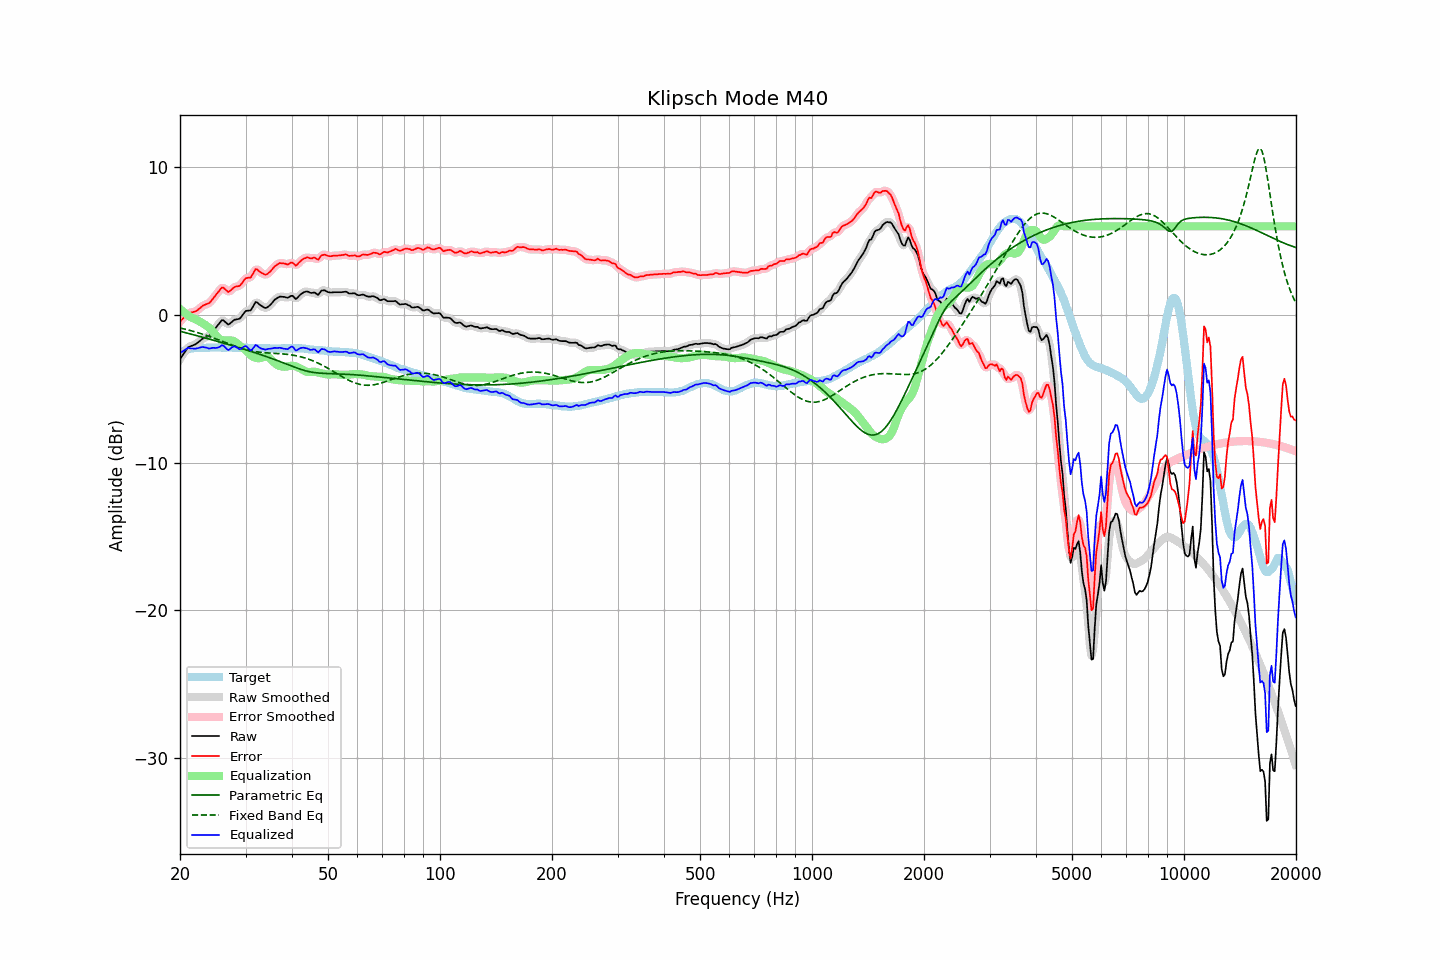 Klipsch Mode M40
10
0
−10
−20
−30
Amplitude (dBr)
Target
Raw Smoothed
Error Smoothed
Raw
Error
Equalization
Parametric Eq
Fixed Band Eq
Equalized
20
50
100
200
500
1000
2000
5000
10000
20000
Frequency (Hz)